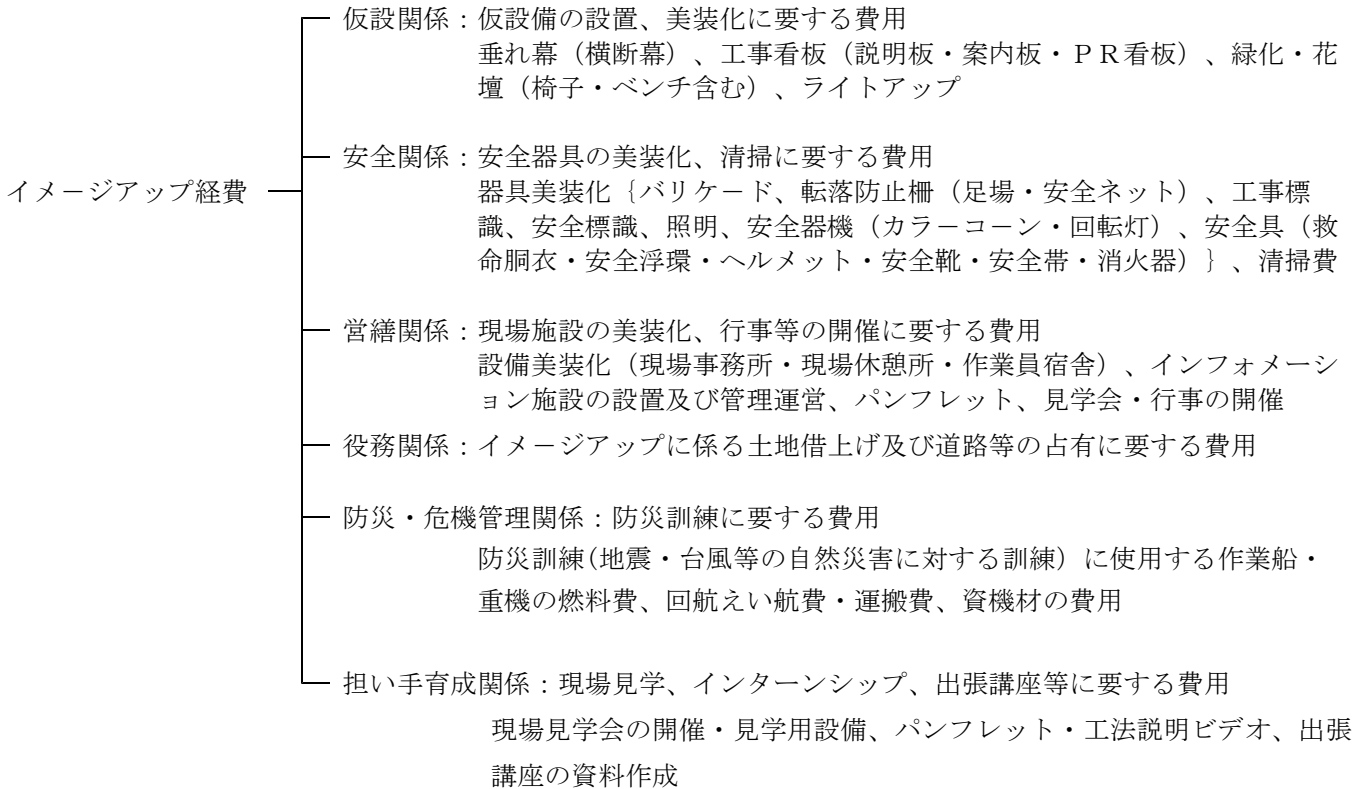 イメ－ジアップ経費
仮設関係：仮設備の設置、美装化に要する費用
垂れ幕（横断幕）、工事看板（説明板・案内板・ＰＲ看板）、緑化・花
壇（椅子・ベンチ含む）、ライトアップ
安全関係：安全器具の美装化、清掃に要する費用
器具美装化｛バリケ－ド、転落防止柵（足場・安全ネット）、工事標
識、安全標識、照明、安全器機（カラ－コ－ン・回転灯）、安全具（救
命胴衣・安全浮環・ヘルメット・安全靴・安全帯・消火器）｝、清掃費
営繕関係：現場施設の美装化、行事等の開催に要する費用
設備美装化（現場事務所・現場休憩所・作業員宿舎）、インフォメーシ
ョン施設の設置及び管理運営、パンフレット、見学会・行事の開催
役務関係：イメ－ジアップに係る土地借上げ及び道路等の占有に要する費用
防災・危機管理関係：防災訓練に要する費用
防災訓練(地震・台風等の自然災害に対する訓練）に使用する作業船・
重機の燃料費、回航えい航費・運搬費、資機材の費用
担い手育成関係：現場見学、インターンシップ、出張講座等に要する費用
現場見学会の開催・見学用設備、パンフレット・工法説明ビデオ、出張
講座の資料作成